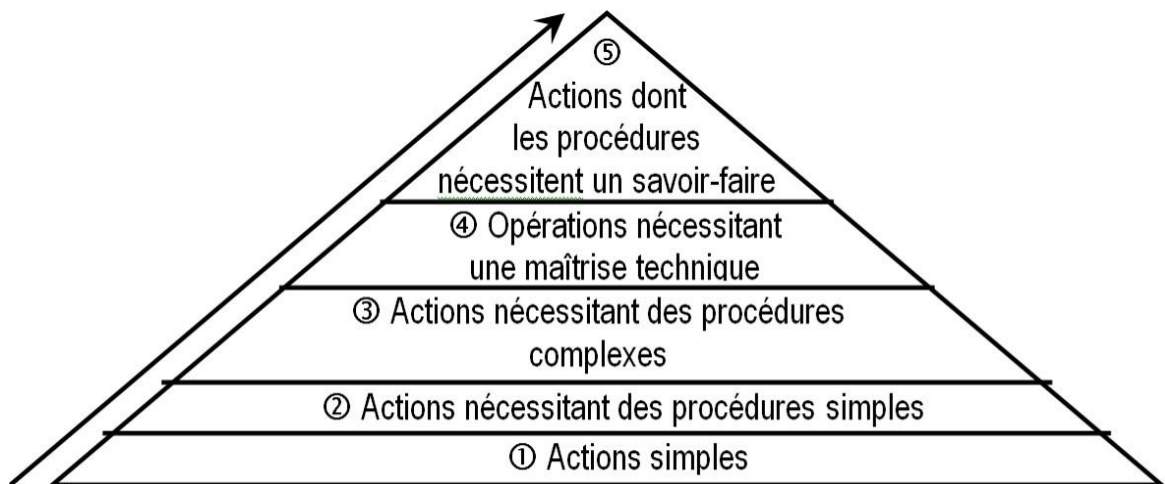 ⑤
Actions dont
les procédures
nécessitent un savoir-faire
④ Opérations nécessitant
une maîtrise technique
③ Actions nécessitant des procédures
complexes
② Actions nécessitant des procédures simples
① Actions simples